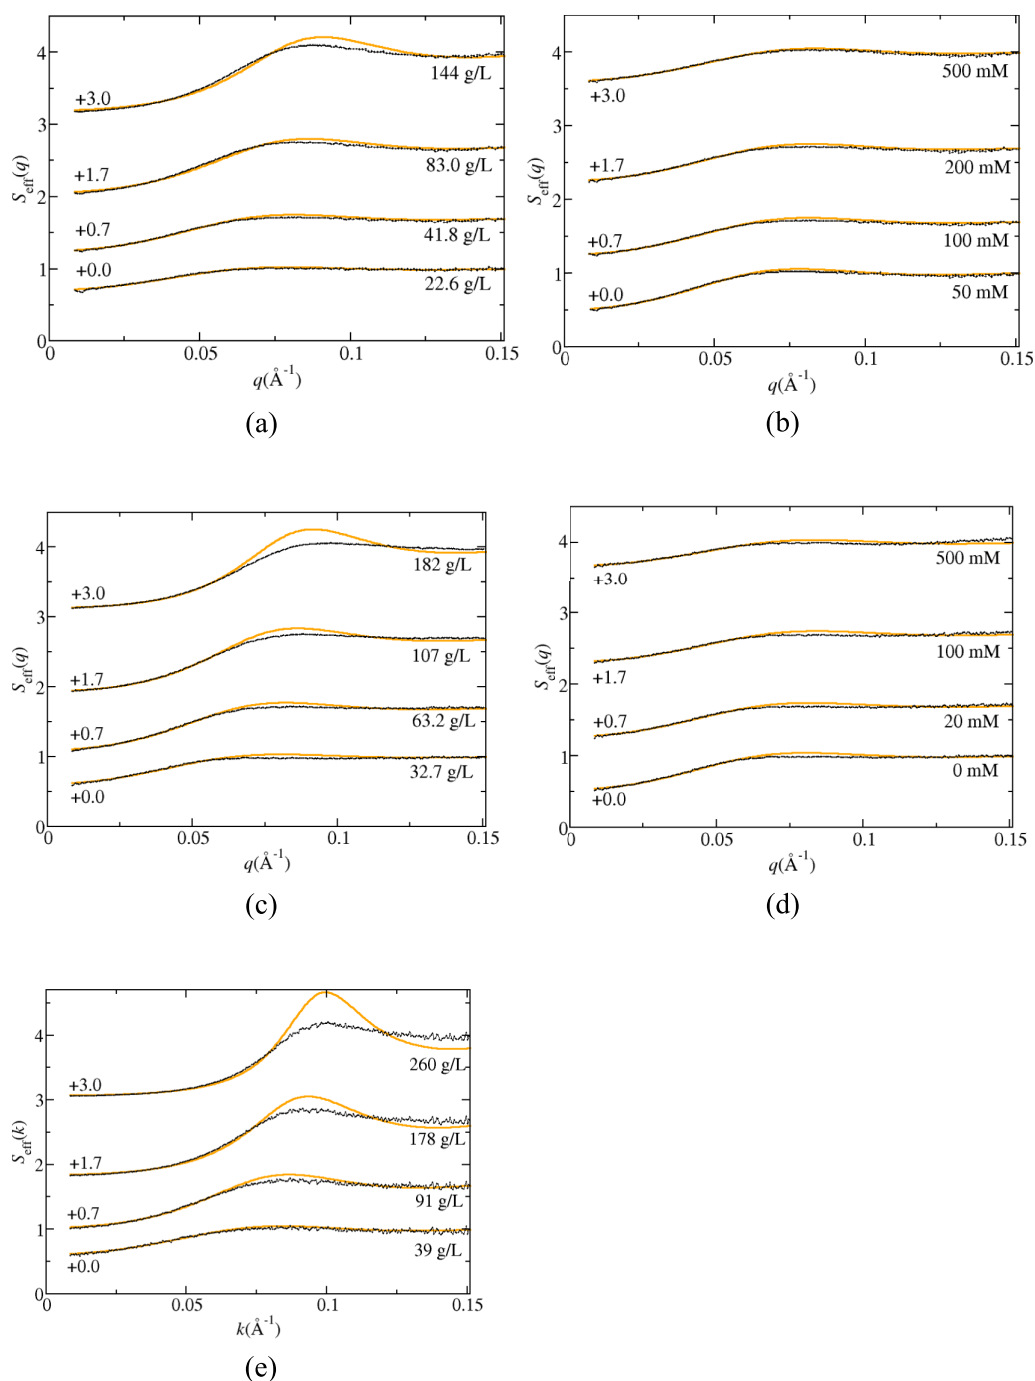 4
3
2
1
0
S_eff(q)
+3.0
144 g/L
+1.7
83.0 g/L
+0.7
41.8 g/L
+0.0
22.6 g/L
0
0.05
0.1
0.15
q(Å⁻¹)
(a)
4
3
2
1
0
S_eff(q)
+3.0
500 mM
+1.7
200 mM
+0.7
100 mM
+0.0
50 mM
0
0.05
0.1
0.15
q(Å⁻¹)
(b)
4
3
2
1
0
S_eff(q)
+3.0
182 g/L
+1.7
107 g/L
+0.7
63.2 g/L
+0.0
32.7 g/L
0
0.05
0.1
0.15
q(Å⁻¹)
(c)
4
3
2
1
0
S_eff(q)
+3.0
500 mM
+1.7
100 mM
+0.7
20 mM
+0.0
0 mM
0
0.05
0.1
0.15
q(Å⁻¹)
(d)
4
3
2
1
0
S_eff(k)
+3.0
260 g/L
+1.7
178 g/L
+0.7
91 g/L
+0.0
39 g/L
0
0.05
0.1
0.15
k(Å⁻¹)
(e)